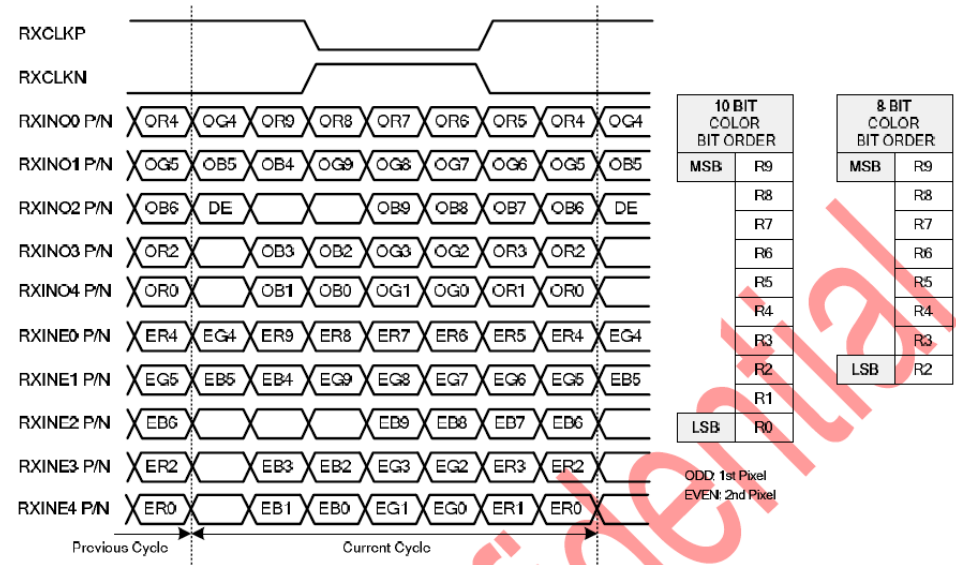 RXCLKP
RXCLKN
RXINO0 P/N OR4 OG4 OR9 OR8 OR7 OR6 OR5 OR4 OG4
RXINO1 P/N OG5 OB5 OB4 OG9 OG8 OG7 OG6 OG5 OB5
RXINO2 P/N OB6 DE OB9 OB8 OB7 OB6 DE
RXINO3 P/N OR2 OB3 OB2 OG3 OG2 OR3 OR2
RXINO4 P/N OR0 OB1 OB0 OG1 OG0 OR1 OR0
RXINE0 P/N ER4 EG4 ER9 ER8 ER7 ER6 ER5 ER4 EG4
RXINE1 P/N EG5 EB5 EB4 EG9 EG8 EG7 EG6 EG5 EB5
RXINE2 P/N EB6 EB9 EB8 EB7 EB6
RXINE3 P/N ER2 EB3 EB2 EG3 EG2 ER3 ER2
RXINE4 P/N ER0 EB1 EB0 EG1 EG0 ER1 ER0
Previous Cycle Current Cycle
10 BIT
COLOR
BIT ORDER
MSB R9
R8
R7
R6
R5
R4
R3
R2
R1
LSB R0
8-BIT
COLOR
BIT ORDER
MSB R9
R8
R7
R6
R5
R4
R3
LSB R2
ODD: 1st Pixel
EVEN: 2nd Pixel
fidential